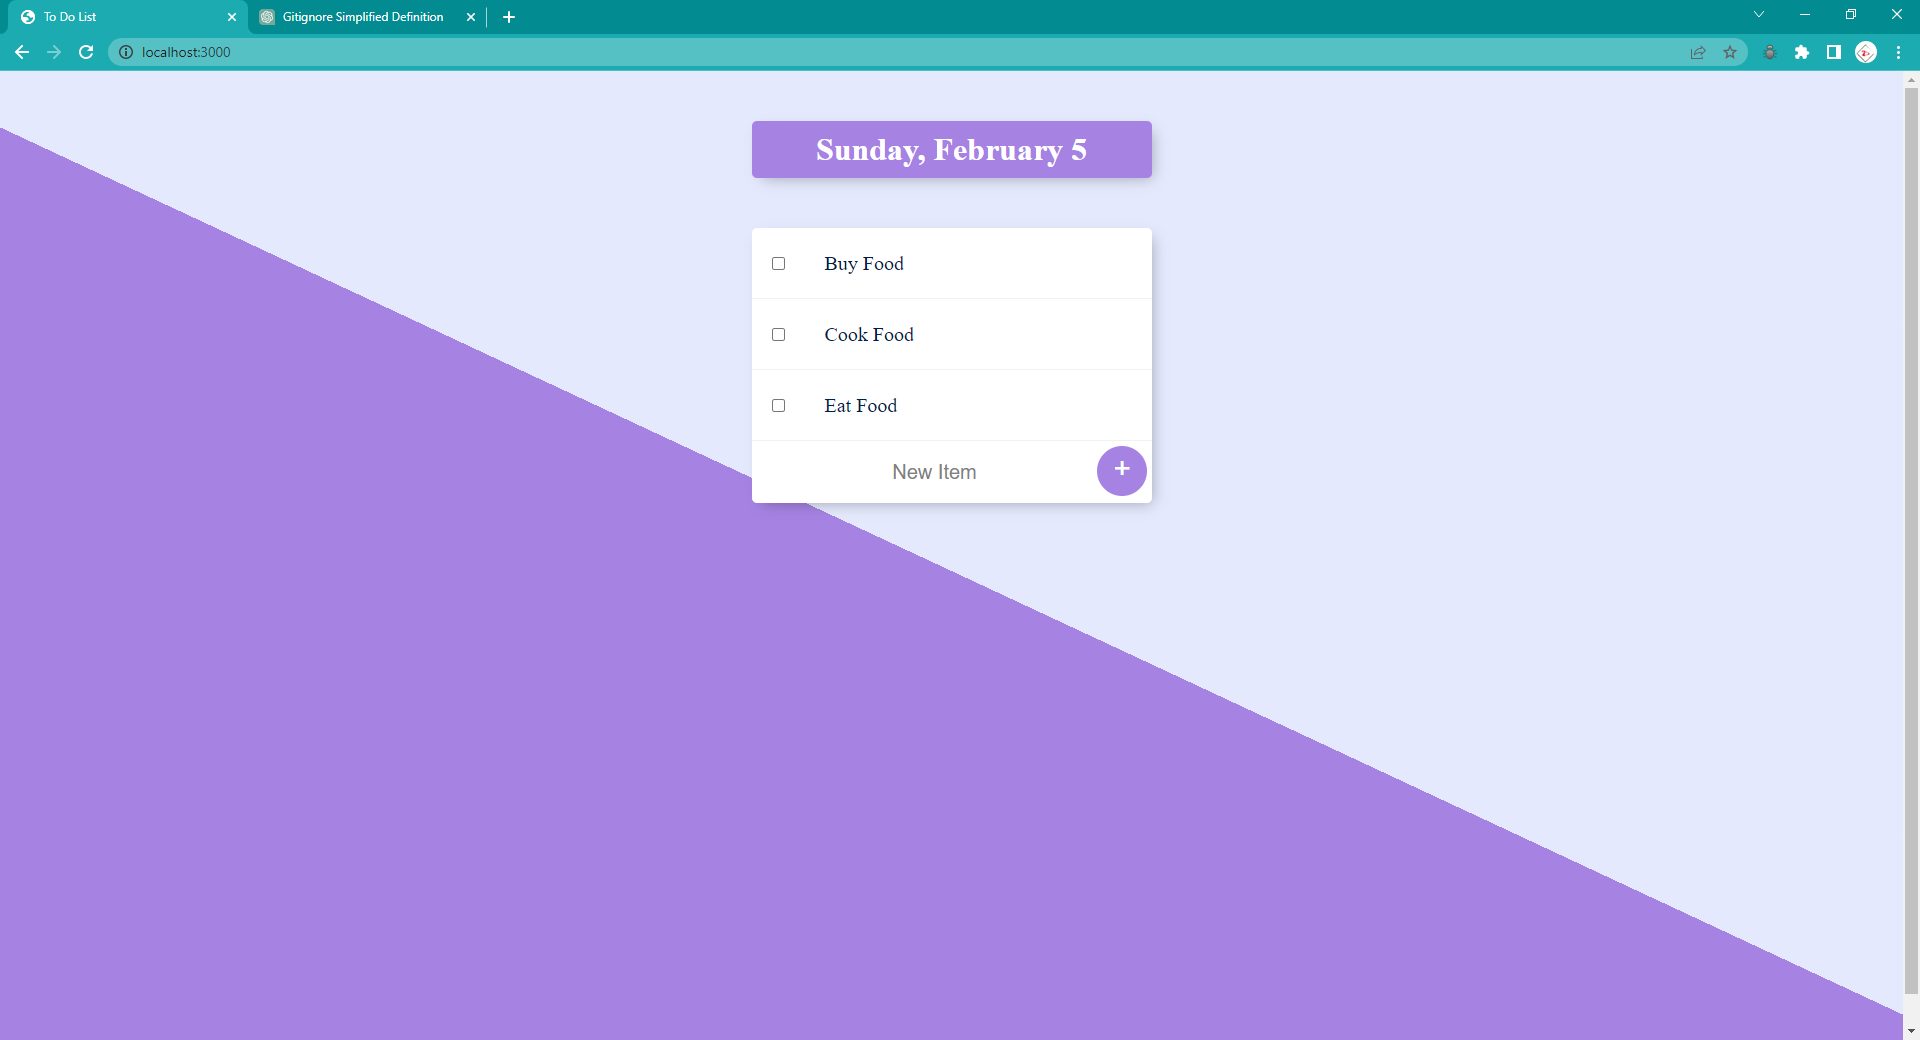 To Do List
Gitignore Simplified Definition
localhost:3000
Sunday, February 5
Buy Food
Cook Food
Eat Food
New Item
+